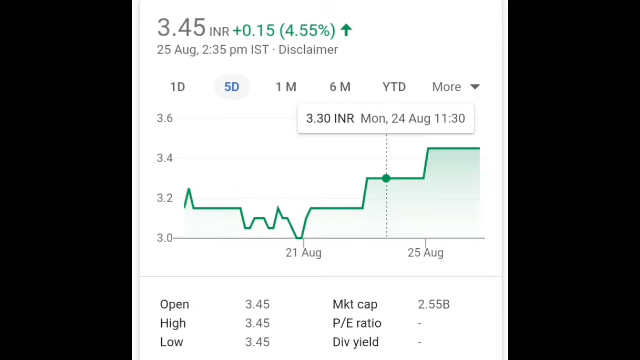 3.45 INR +0.15 (4.55%)
25 Aug, 2:35 pm IST · Disclaimer
1D 5D 1 M 6 M YTD More
3.30 INR Mon, 24 Aug 11:30
3.6
3.4
3.2
3.0
21 Aug 25 Aug
Open 3.45 Mkt cap 2.55B
High 3.45 P/E ratio -
Low 3.45 Div yield -